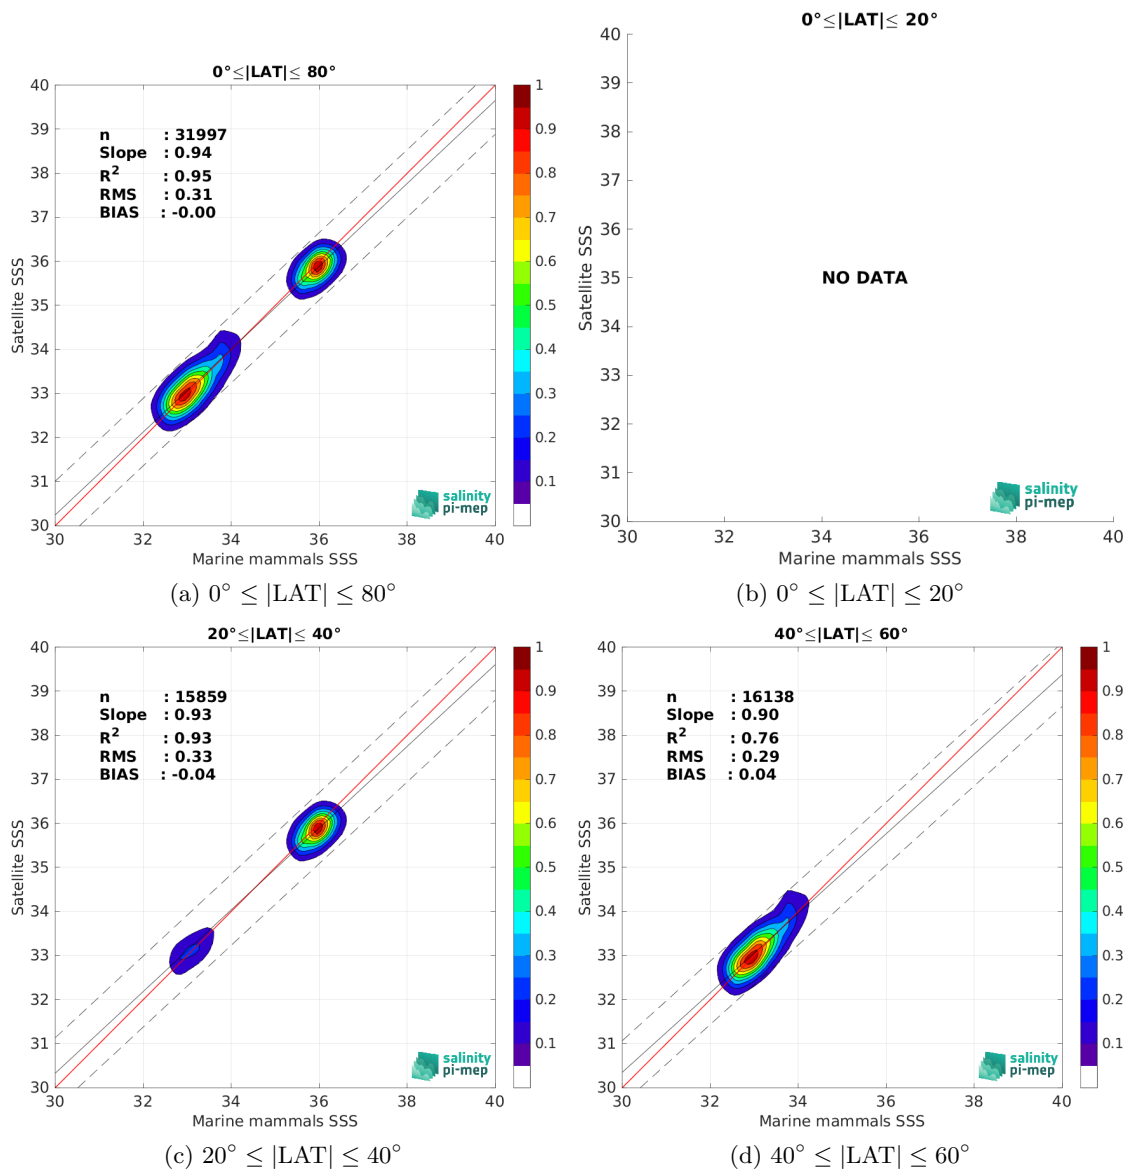 0°≤|LAT|≤ 80°
40
39
38
37
36
35
34
33
32
31
30
Satellite SSS
n : 31997
Slope : 0.94
R² : 0.95
RMS : 0.31
BIAS : -0.00
salinity
pi-mep
30 32 34 36 38 40
Marine mammals SSS
1
0.9
0.8
0.7
0.6
0.5
0.4
0.3
0.2
0.1
(a) 0° ≤ |LAT| ≤ 80°
0°≤|LAT|≤ 20°
40
39
38
37
36
35
34
33
32
31
30
Satellite SSS
NO DATA
salinity
pi-mep
30 32 34 36 38 40
Marine mammals SSS
(b) 0° ≤ |LAT| ≤ 20°
20°≤|LAT|≤ 40°
40
39
38
37
36
35
34
33
32
31
30
Satellite SSS
n : 15859
Slope : 0.93
R² : 0.93
RMS : 0.33
BIAS : -0.04
salinity
pi-mep
30 32 34 36 38 40
Marine mammals SSS
1
0.9
0.8
0.7
0.6
0.5
0.4
0.3
0.2
0.1
(c) 20° ≤ |LAT| ≤ 40°
40°≤|LAT|≤ 60°
40
39
38
37
36
35
34
33
32
31
30
Satellite SSS
n : 16138
Slope : 0.90
R² : 0.76
RMS : 0.29
BIAS : 0.04
salinity
pi-mep
30 32 34 36 38 40
Marine mammals SSS
1
0.9
0.8
0.7
0.6
0.5
0.4
0.3
0.2
0.1
(d) 40° ≤ |LAT| ≤ 60°